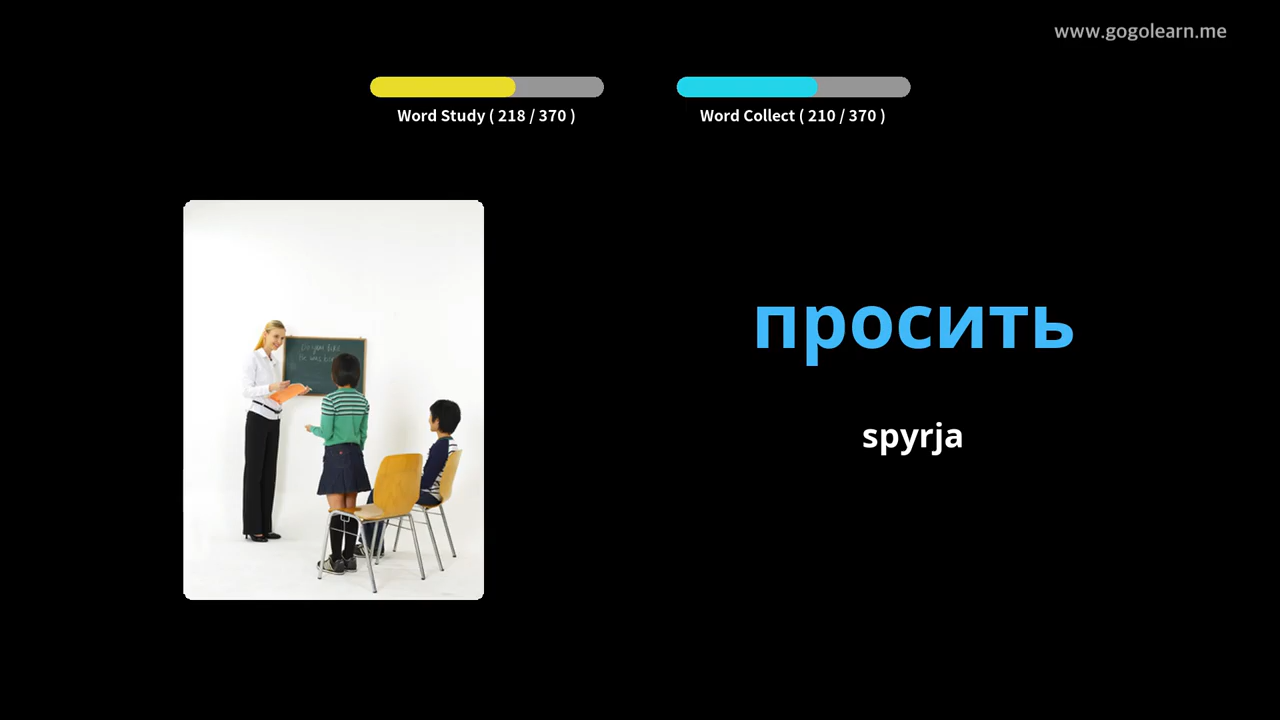 www.gogolearn.me
Word Study ( 218 / 370 )
Word Collect ( 210 / 370 )
просить
spyrja